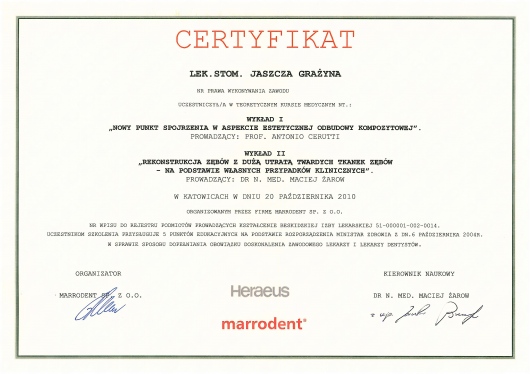 CERTYFIKAT
LEK.STOM. JASZCZA GRAŻYNA
NR PRAWA WYKONYWANIA ZAWODU
UCZESTNICZYŁ/A W TEORETYCZNYM KURSIE MEDYCZNYM NT.:
WYKŁAD I
„NOWY PUNKT SPOJRZENIA W ASPEKCIE ESTETYCZNEJ ODBUDOWY KOMPOZYTOWEJ”.
PROWADZĄCY: PROF. ANTONIO CERUTTI
WYKŁAD II
„REKONSTRUKCJA ZĘBÓW Z DUŻĄ UTRATĄ TWARDYCH TKANEK ZĘBÓW
- NA PODSTAWIE WŁASNYCH PRZYPADKÓW KLINICZNYCH”.
PROWADZĄCY: DR N. MED. MACIEJ ŻAROW
W KATOWICACH W DNIU 20 PAŹDZIERNIKA 2010
ORGANIZOWANYM PRZEZ FIRMĘ MARRODENT SP. Z O.O.
NR WPISU DO REJESTRU PODMIOTÓW PROWADZĄCYCH KSZTAŁCENIE BESKIDZKIEJ IZBY LEKARSKIEJ 51-000001-002-0014.
UCZESTNIKOM SZKOLENIA PRZYSŁUGUJE 5 PUNKTÓW EDUKACYJNYCH NA PODSTAWIE ROZPORZĄDZENIA MINISTRA ZDROWIA Z DN.6 PAŹDZIERNIKA 2004R.
W SPRAWIE SPOSOBU DOPEŁNIANIA OBOWIĄZKU DOSKONALENIA ZAWODOWEGO LEKARZY I LEKARZY DENTYSTÓW.
ORGANIZATOR
KIEROWNIK NAUKOWY
MARRODENT SP. Z O.O.
Heraeus
DR N. MED. MACIEJ ŻAROW
marrodent®